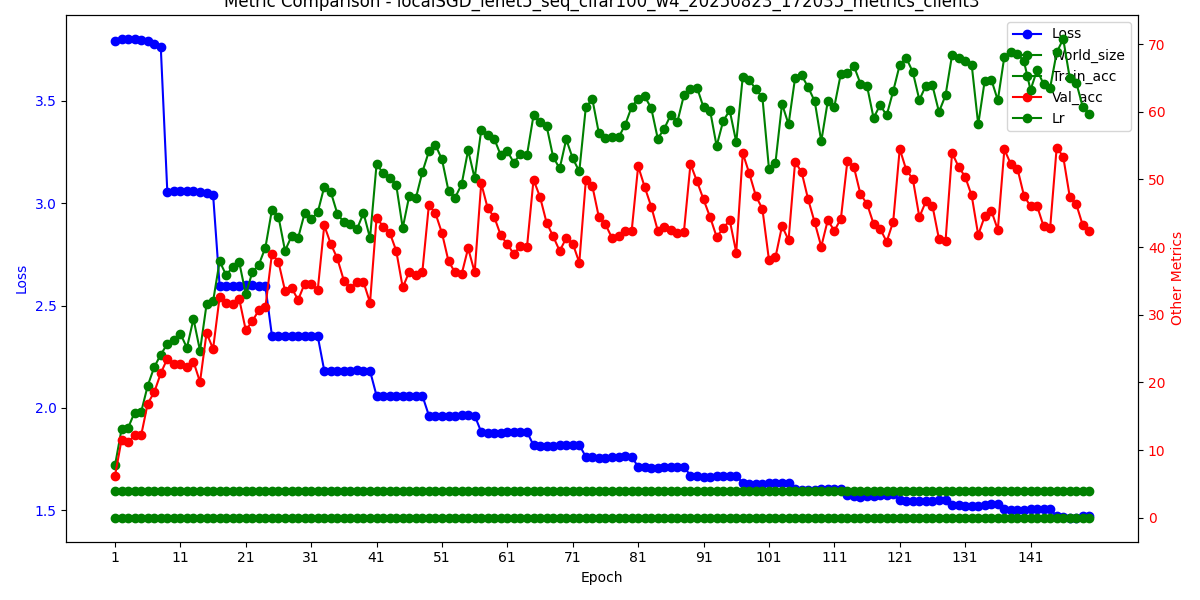 Metric Comparison - localSGD_lenet5_seq_cifar100_w4_20250823_172035_metrics_client3
Loss
World_size
Train_acc
Val_acc
Lr
3.5
3.0
2.5
2.0
1.5
Loss
70
60
50
40
30
20
10
0
Other Metrics
1 11 21 31 41 51 61 71 81 91 101 111 121 131 141
Epoch